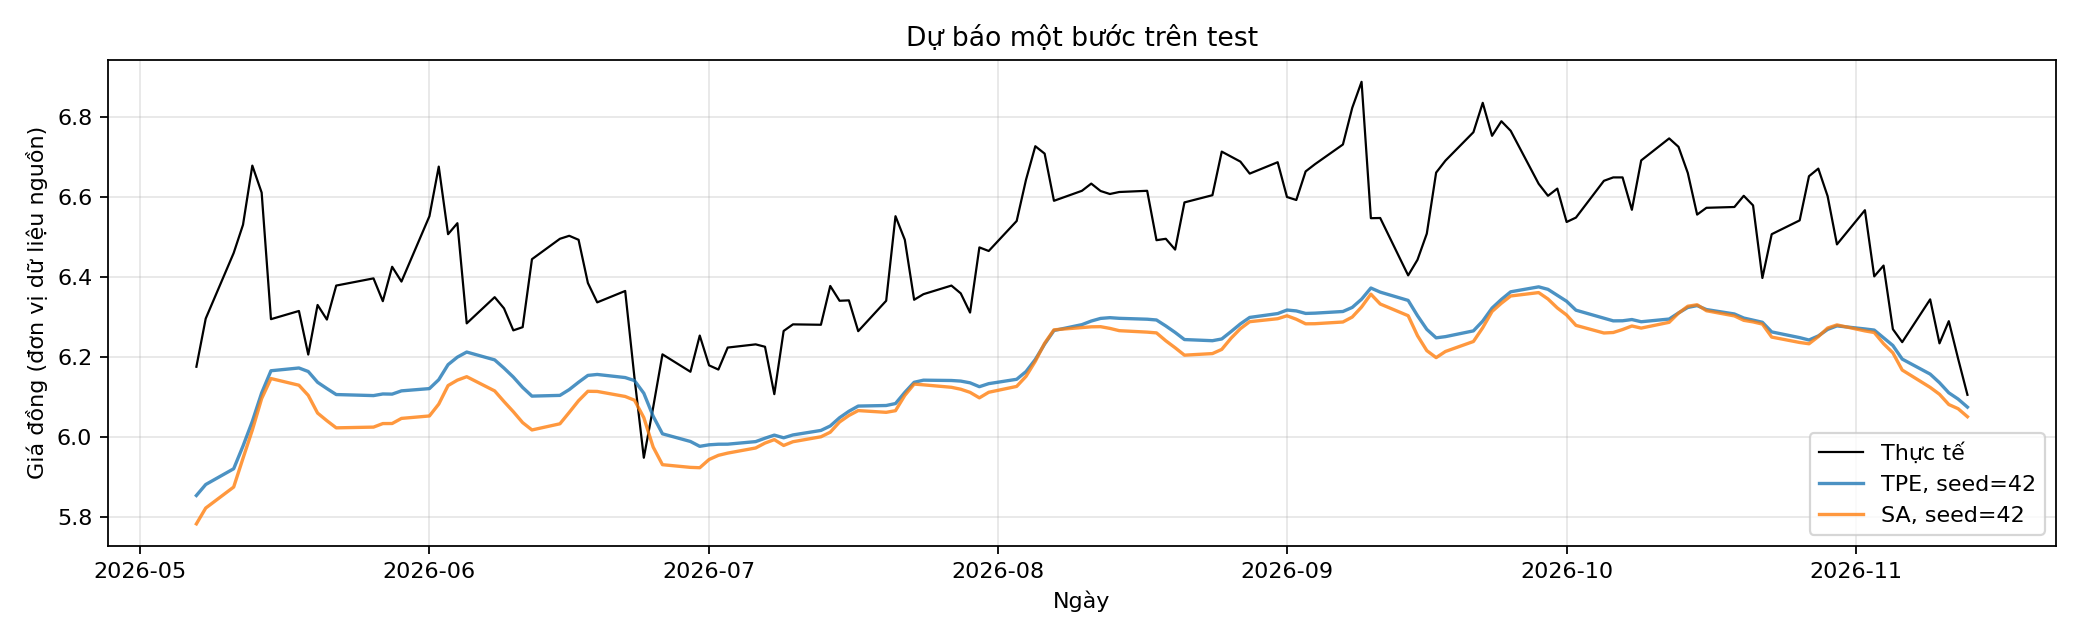 Dự báo một bước trên test
Giá đồng (đơn vị dữ liệu nguồn)
6.8
6.6
6.4
6.2
6.0
5.8
Thực tế
TPE, seed=42
SA, seed=42
2026-05 2026-06 2026-07 2026-08 2026-09 2026-10 2026-11
Ngày